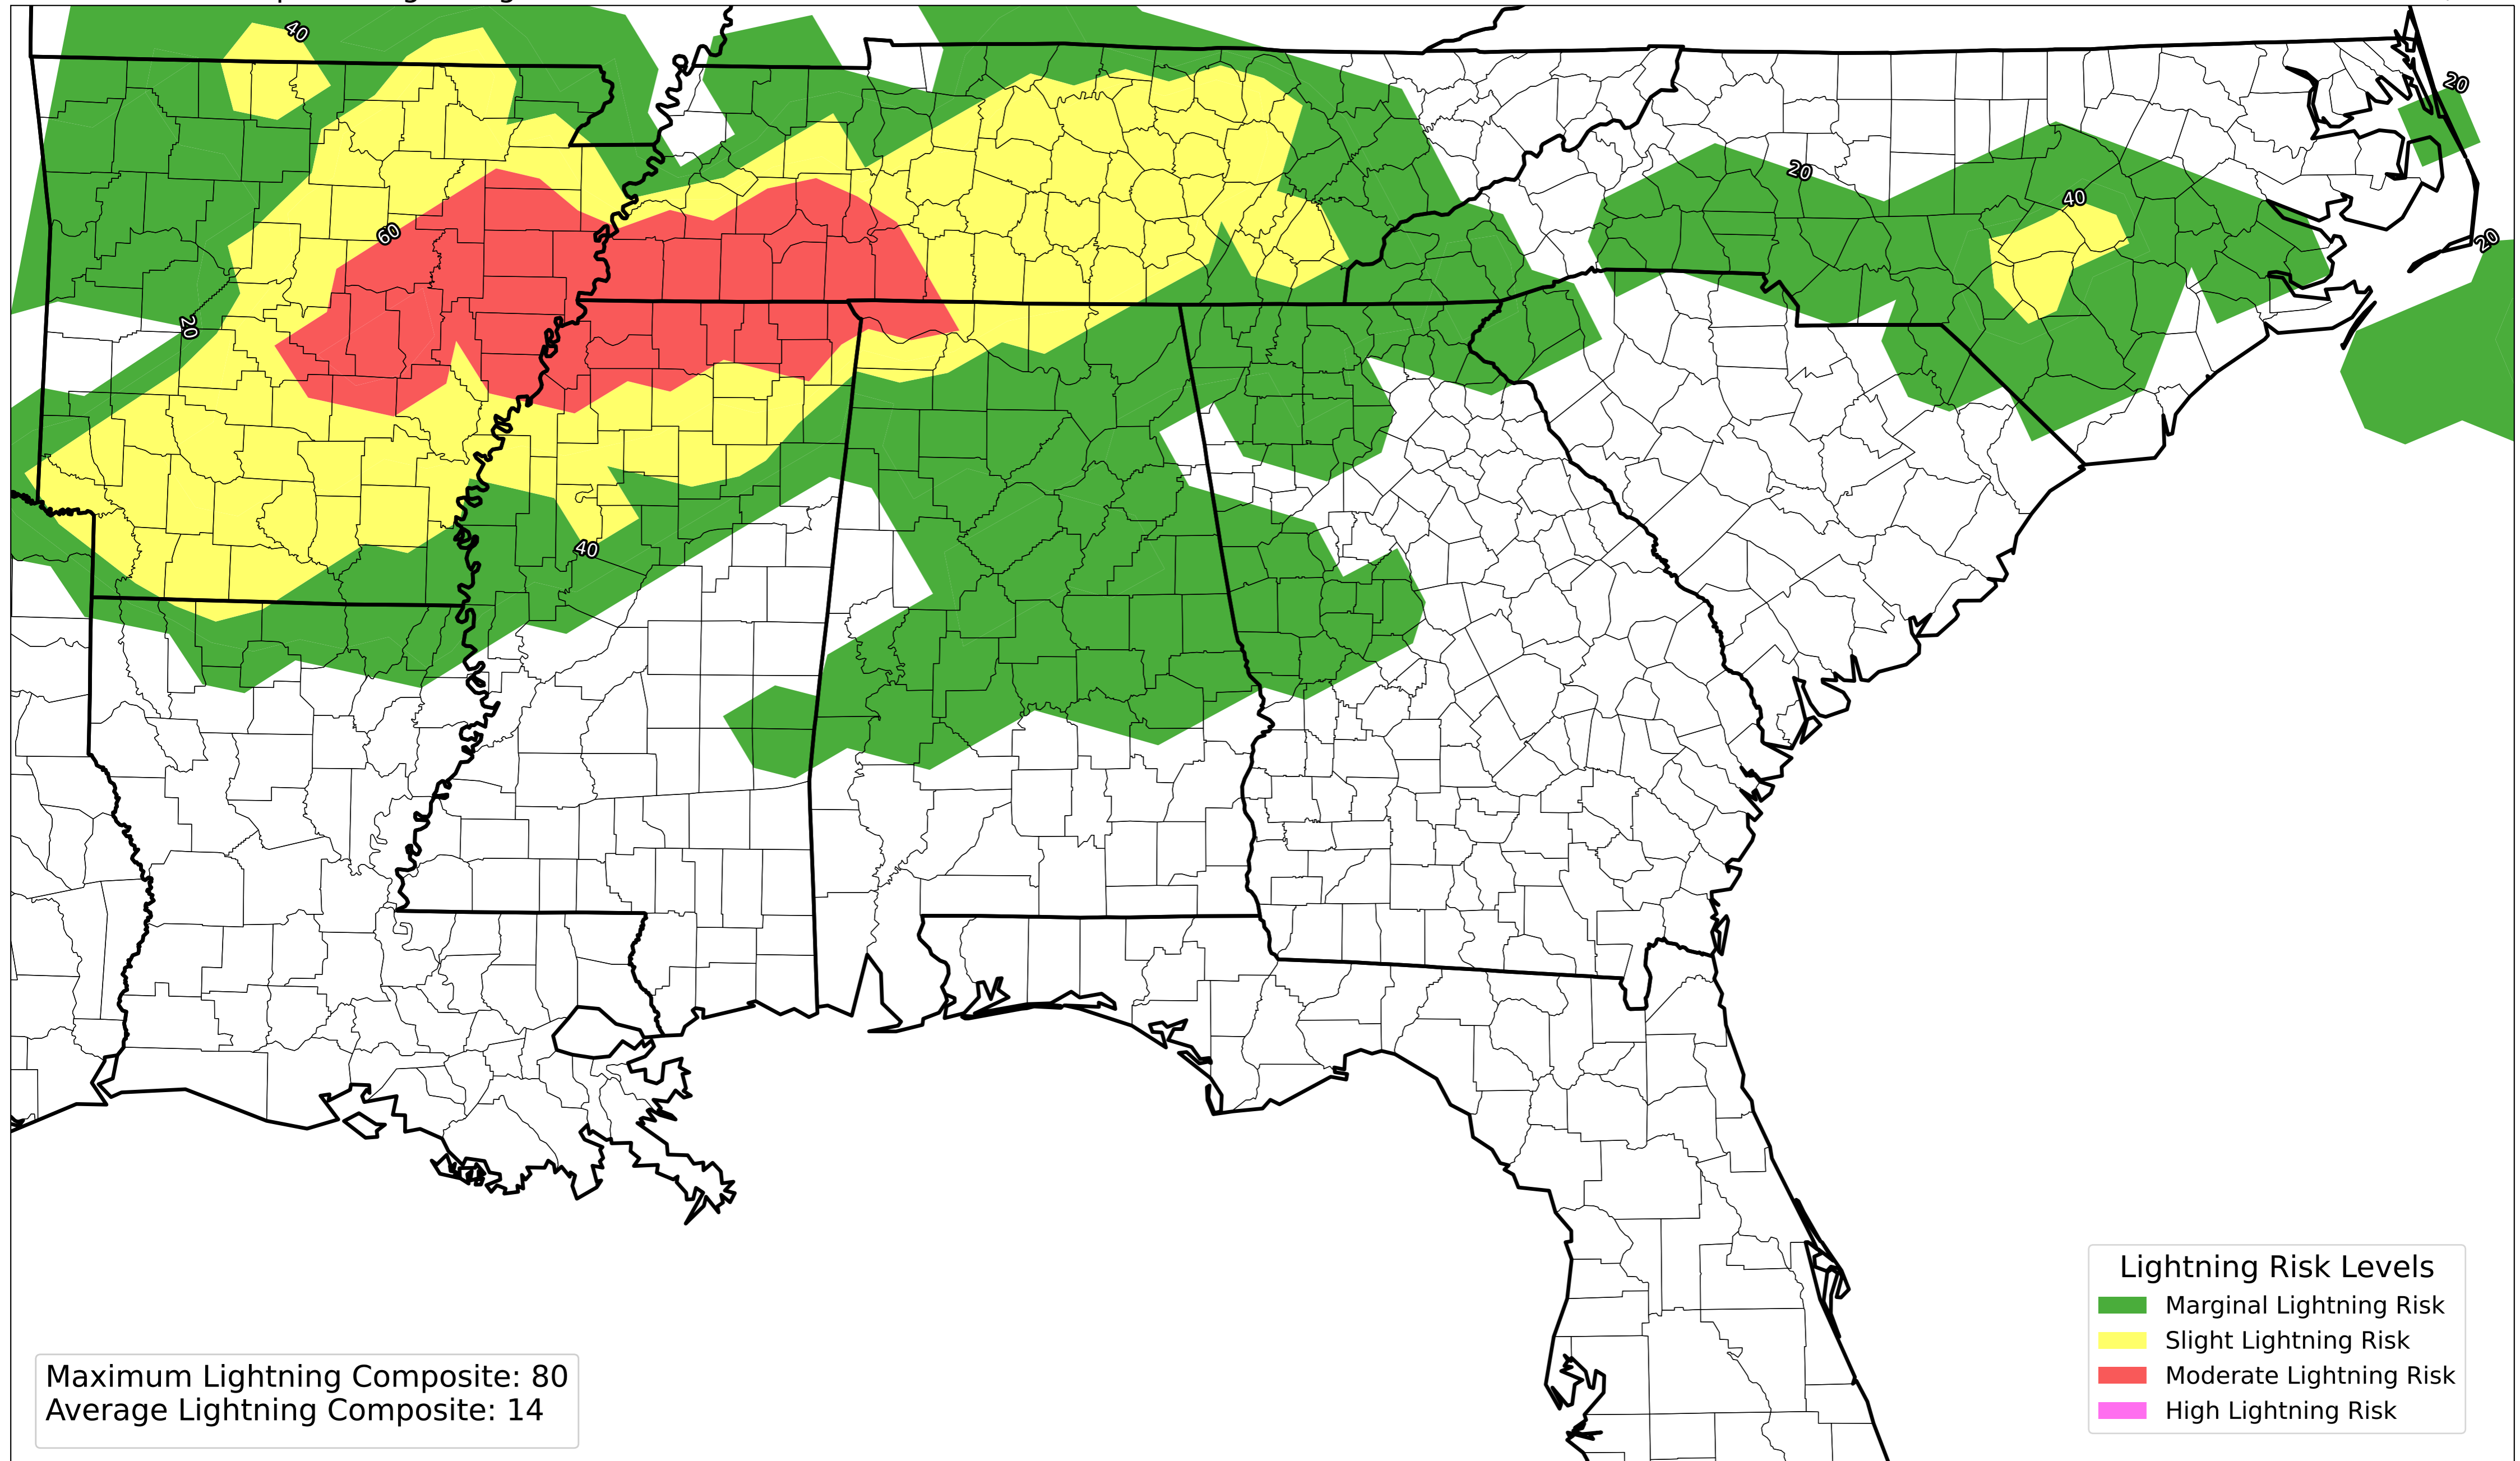 40
20
20
40
60
20
20
40
Lightning Risk Levels
Marginal Lightning Risk
Slight Lightning Risk
Moderate Lightning Risk
High Lightning Risk
Maximum Lightning Composite: 80
Average Lightning Composite: 14